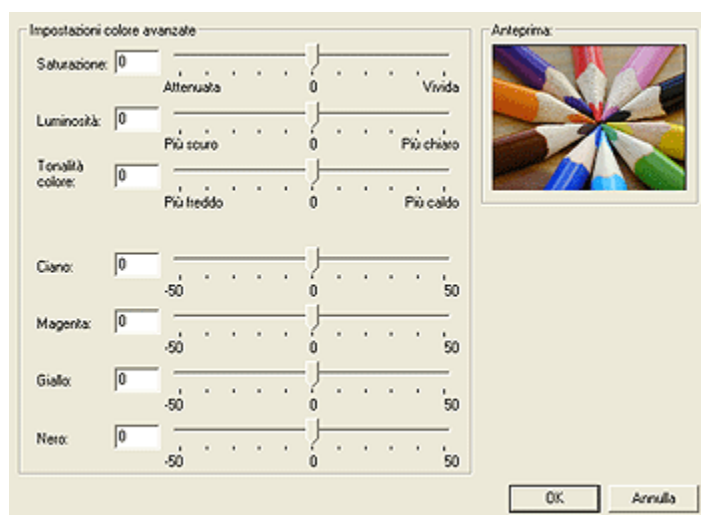 Impostazioni colore avanzate
Saturazione: 0
Attenuata 0 Vivida
Luminosità: 0
Più scuro 0 Più chiaro
Tonalità
colore: 0
Più freddo 0 Più caldo
Ciano: 0
-50 0 50
Magenta: 0
-50 0 50
Giallo: 0
-50 0 50
Nero: 0
-50 0 50
Anteprima:
OK Annulla